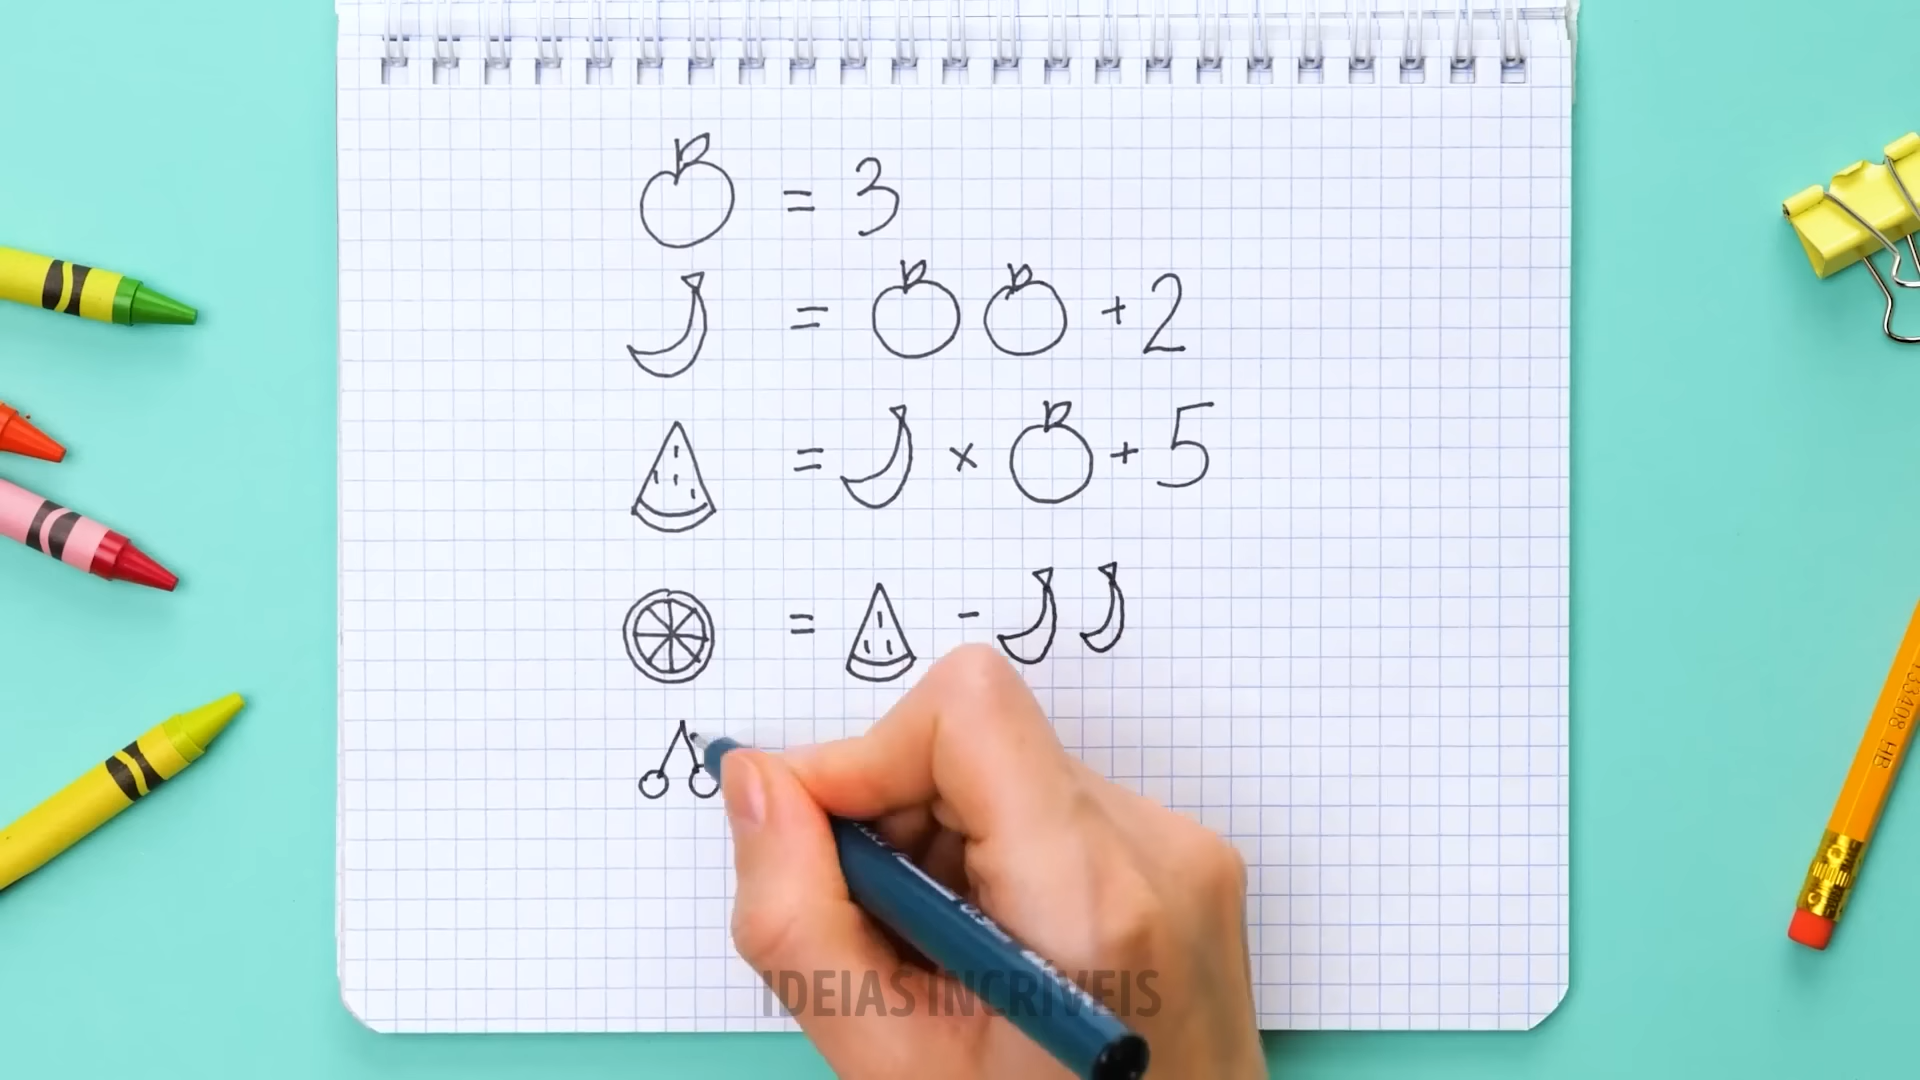 = 3
= + 2
= x + 5
= -
IDEIAS INCRÍVEIS